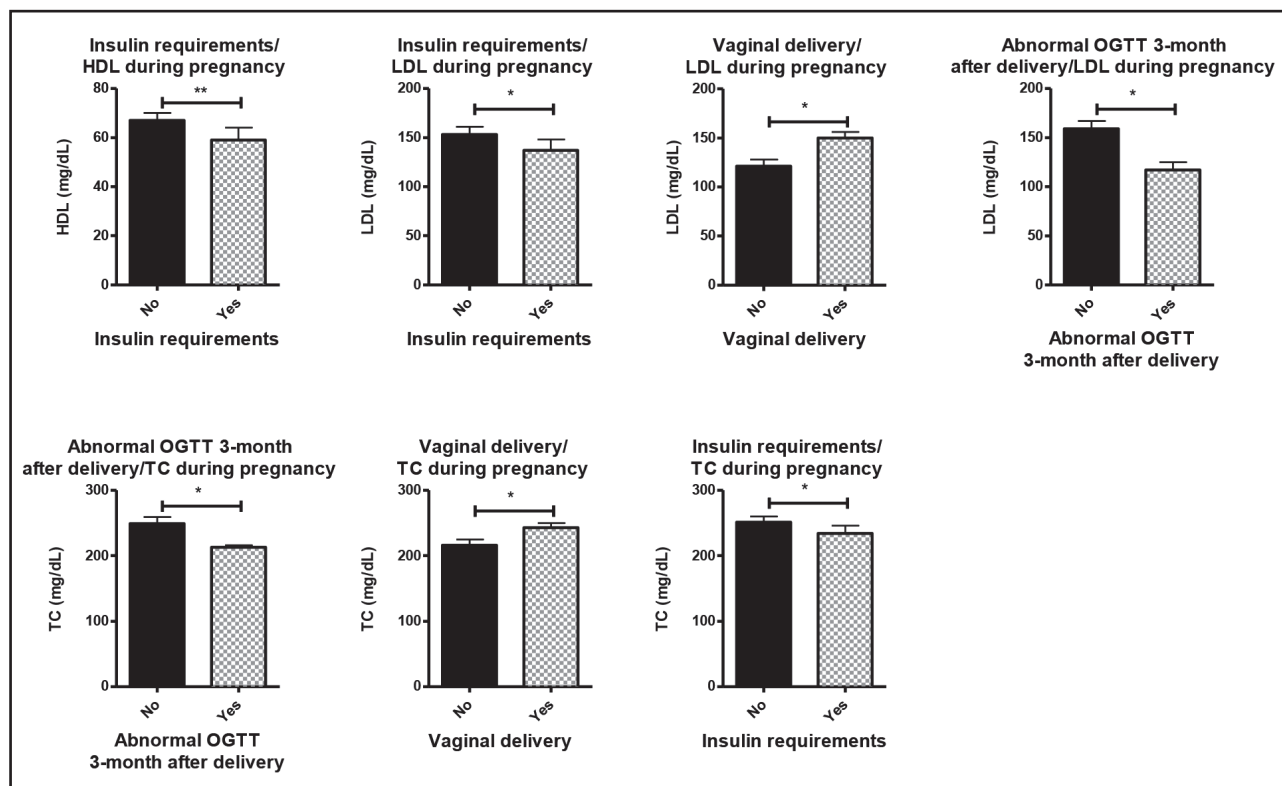 Insulin requirements/
HDL during pregnancy
80
60
40
20
0
HDL (mg/dL)
**
No
Yes
Insulin requirements
Insulin requirements/
LDL during pregnancy
200
150
100
50
0
LDL (mg/dL)
*
No
Yes
Insulin requirements
Vaginal delivery/
LDL during pregnancy
200
150
100
50
0
LDL (mg/dL)
*
No
Yes
Vaginal delivery
Abnormal OGTT 3-month
after delivery/LDL during pregnancy
200
150
100
50
0
LDL (mg/dL)
*
No
Yes
Abnormal OGTT
3-month after delivery
Abnormal OGTT 3-month
after delivery/TC during pregnancy
300
200
100
0
TC (mg/dL)
*
No
Yes
Abnormal OGTT
3-month after delivery
Vaginal delivery/
TC during pregnancy
300
200
100
0
TC (mg/dL)
*
No
Yes
Vaginal delivery
Insulin requirements/
TC during pregnancy
300
200
100
0
TC (mg/dL)
*
No
Yes
Insulin requirements